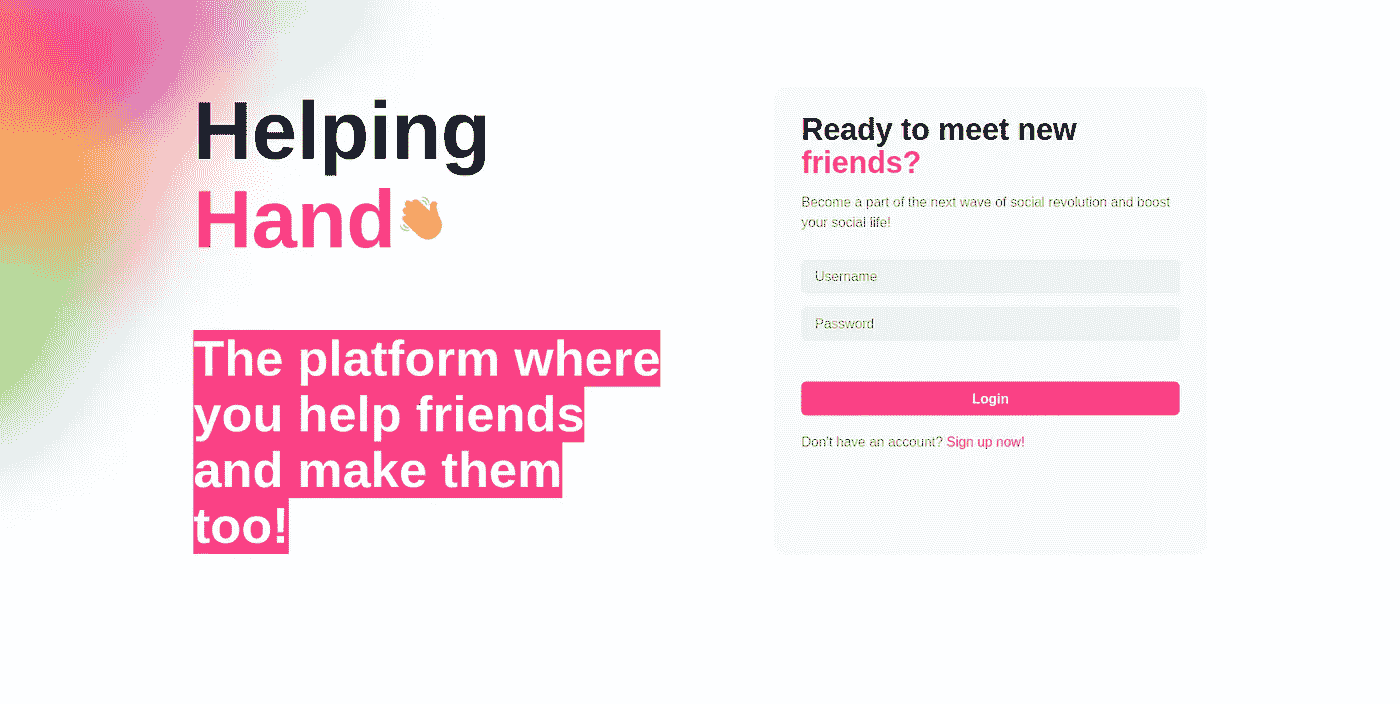 Helping
Hand👋
The platform where
you help friends
and make them
too!
Ready to meet new
friends?
Become a part of the next wave of social revolution and boost
your social life!
Username
Password
Login
Don't have an account? Sign up now!